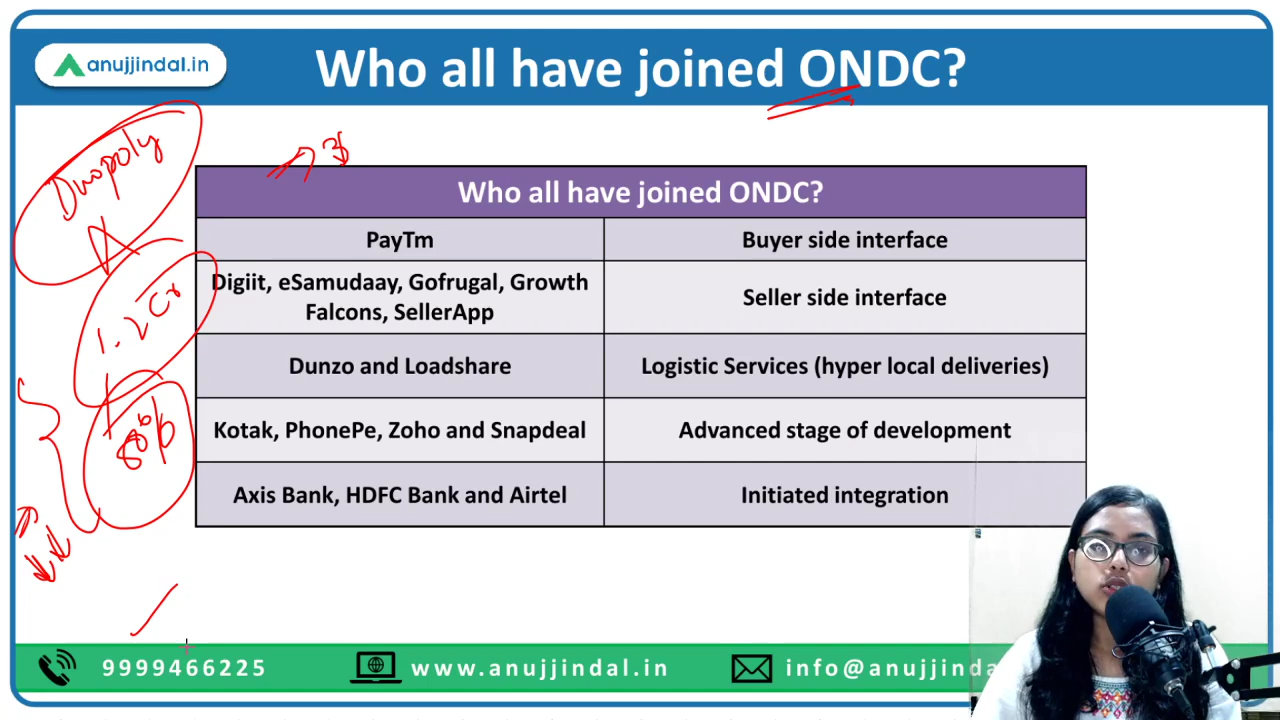 anujjindal.in
Who all have joined ONDC?
Duopoly
1.2 Cr
80%
Who all have joined ONDC?
PayTm
Buyer side interface
Digiit, eSamudaay, Gofrugal, Growth
Falcons, SellerApp
Seller side interface
Dunzo and Loadshare
Logistic Services (hyper local deliveries)
Kotak, PhonePe, Zoho and Snapdeal
Advanced stage of development
Axis Bank, HDFC Bank and Airtel
Initiated integration
9999466225
www.anujjindal.in
info@anujjinda